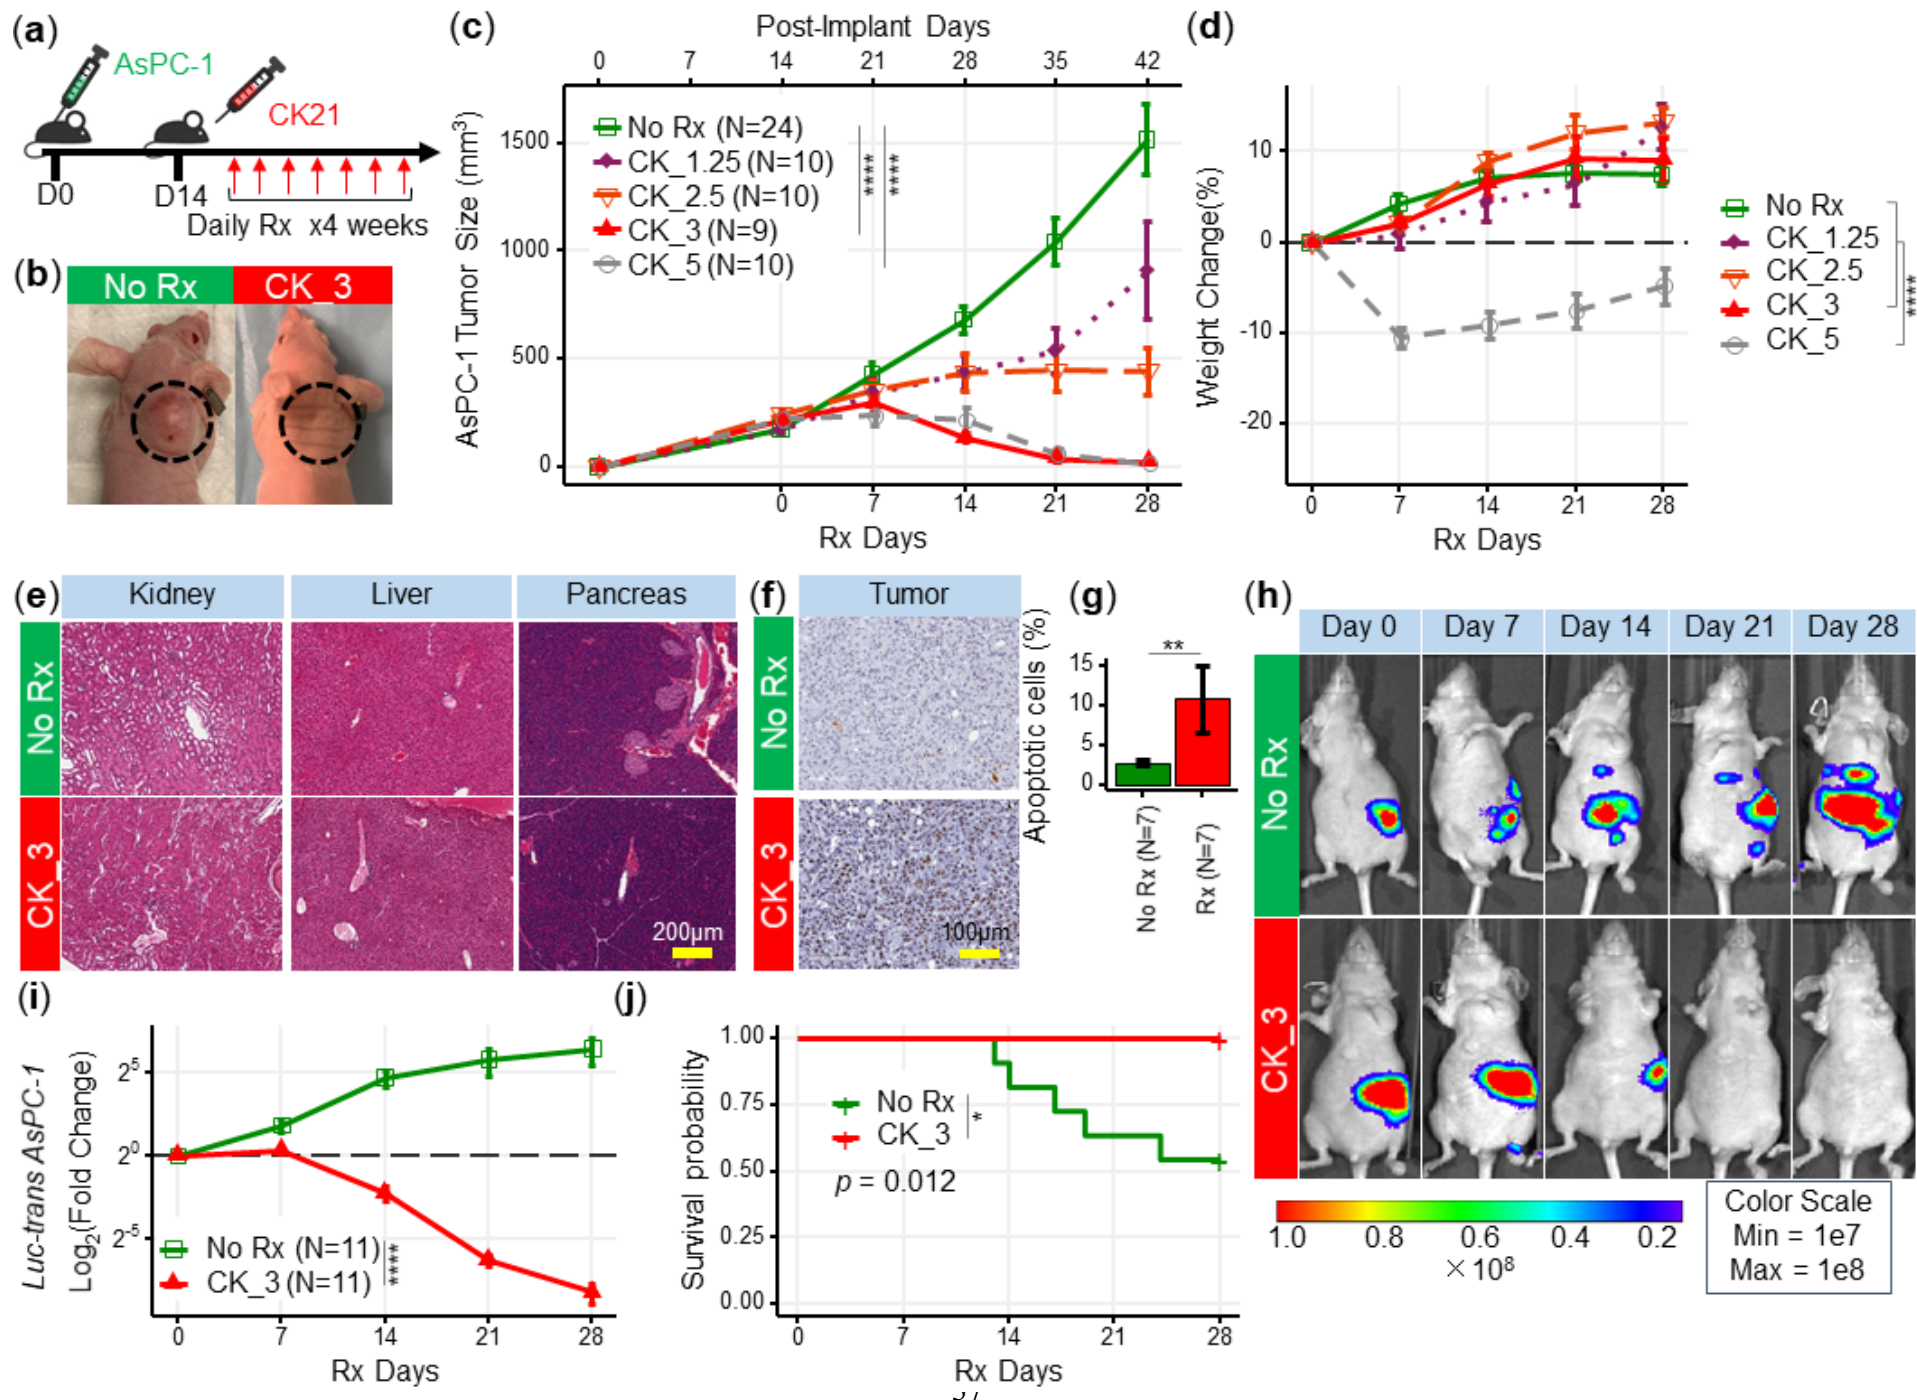 (a)
AsPC-1
CK21
D0
D14
Daily Rx x4 weeks
(b)
No Rx
CK_3
(c)
Post-Implant Days
0 7 14 21 28 35 42
AsPC-1 Tumor Size (mm³)
1500
1000
500
0
No Rx (N=24)
CK_1.25 (N=10)
CK_2.5 (N=10)
CK_3 (N=9)
CK_5 (N=10)
****
****
0 7 14 21 28
Rx Days
(d)
Weight Change(%)
10
0
-10
-20
No Rx
CK_1.25
CK_2.5
CK_3
CK_5
****
0 7 14 21 28
Rx Days
(e)
Kidney
Liver
Pancreas
No Rx
CK_3
200µm
(f)
Tumor
No Rx
CK_3
100µm
(g)
Apoptotic cells (%)
15
10
5
0
**
No Rx (N=7)
Rx (N=7)
(h)
Day 0
Day 7
Day 14
Day 21
Day 28
No Rx
CK_3
1.0 0.8 0.6 0.4 0.2
×10⁸
Color Scale
Min = 1e7
Max = 1e8
(i)
Luc-trans AsPC-1
Log₂(Fold Change)
2⁵
2⁰
2⁻⁵
No Rx (N=11)
CK_3 (N=11)
****
0 7 14 21 28
Rx Days
(j)
Survival probability
1.00
0.75
0.50
0.25
0.00
No Rx
CK_3
*
p = 0.012
0 7 14 21 28
Rx Days